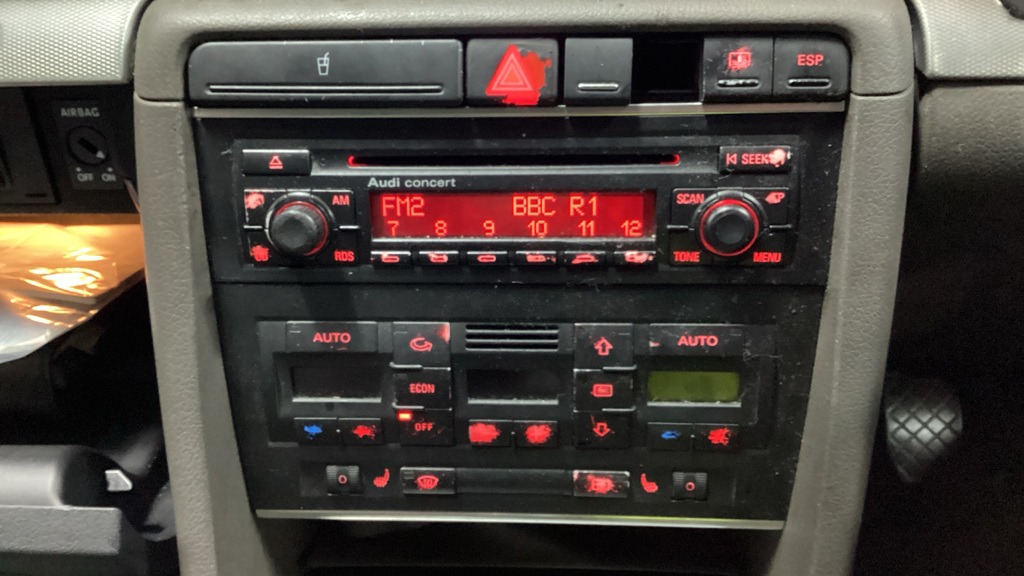 ESP
AIRBAG
OFF ON
SEEK
Audi concert
AM
FM2 BBC R1
SCAN
7 8 9 10 11 12
RDS
TONE MENU
AUTO
AUTO
ECON
OFF